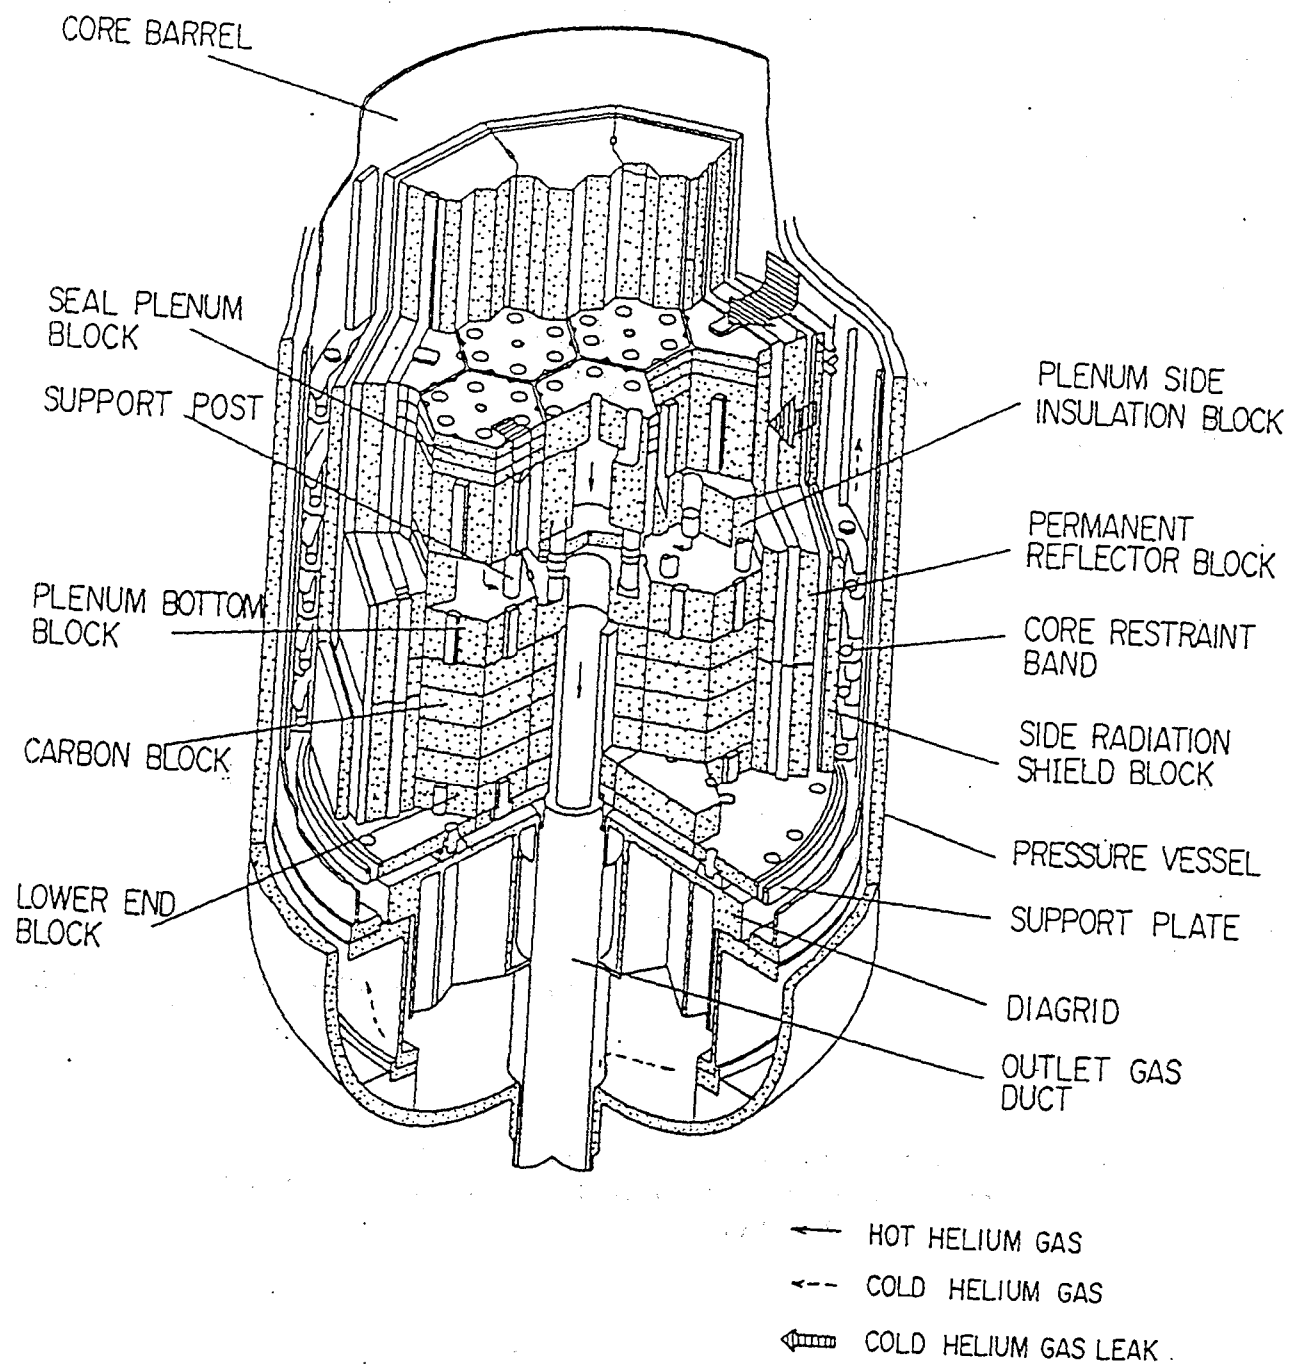 CORE BARREL
SEAL PLENUM
BLOCK
SUPPORT POST
PLENUM BOTTOM
BLOCK
CARBON BLOCK
LOWER END
BLOCK
PLENUM SIDE
INSULATION BLOCK
PERMANENT
REFLECTOR BLOCK
CORE RESTRAINT
BAND
SIDE RADIATION
SHIELD BLOCK
PRESSURE VESSEL
SUPPORT PLATE
DIAGRID
OUTLET GAS
DUCT
HOT HELIUM GAS
COLD HELIUM GAS
COLD HELIUM GAS LEAK